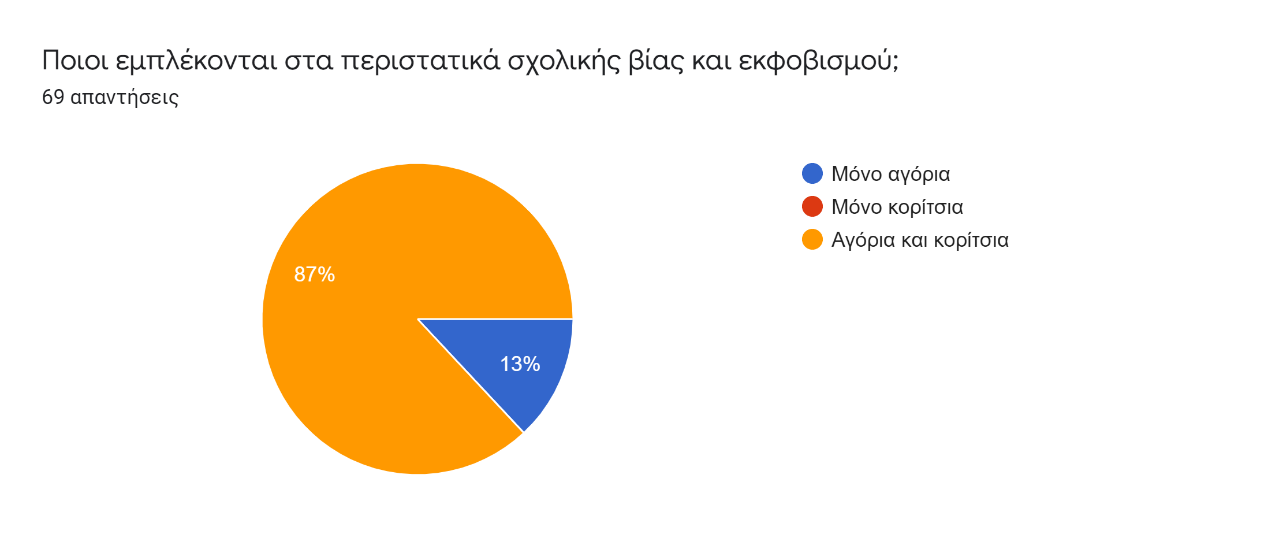 Ποιοι εμπλέκονται στα περιστατικά σχολικής βίας και εκφοβισμού;
69 απαντήσεις
Μόνο αγόρια
Μόνο κορίτσια
Αγόρια και κορίτσια
87%
13%